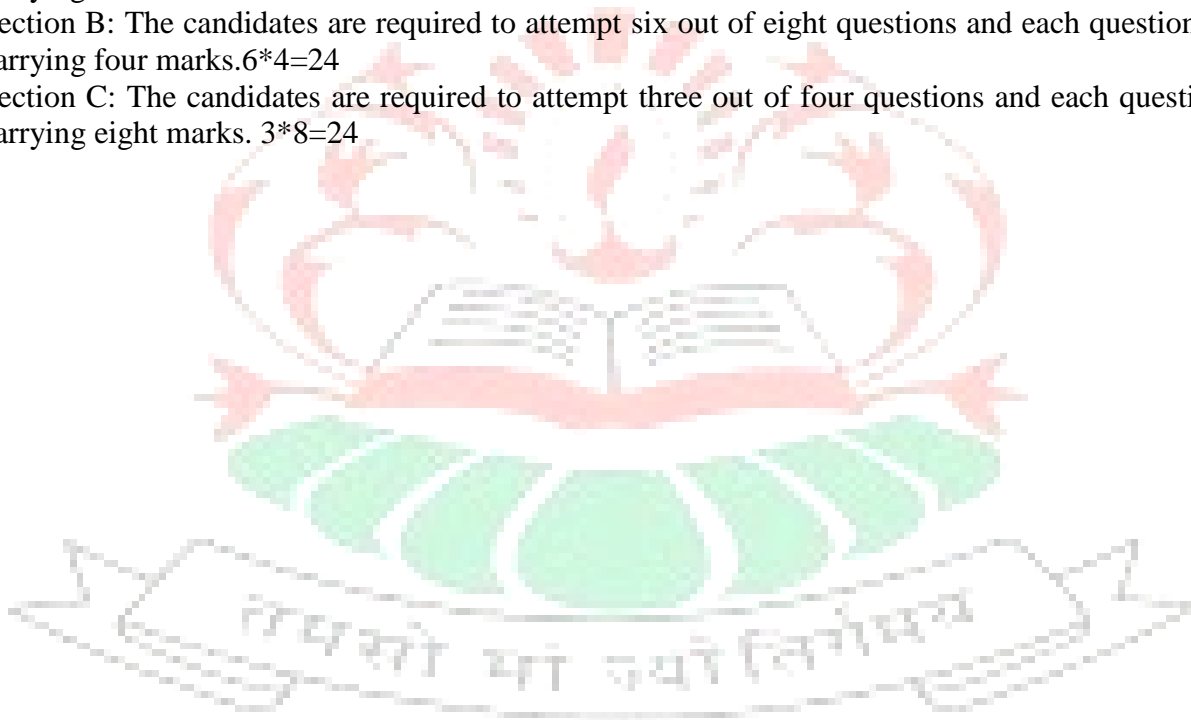 ection B: The candidates are required to attempt six out of eight questions and each question
arrying four marks.6*4=24
ection C: The candidates are required to attempt three out of four questions and each questi
arrying eight marks. 3*8=24